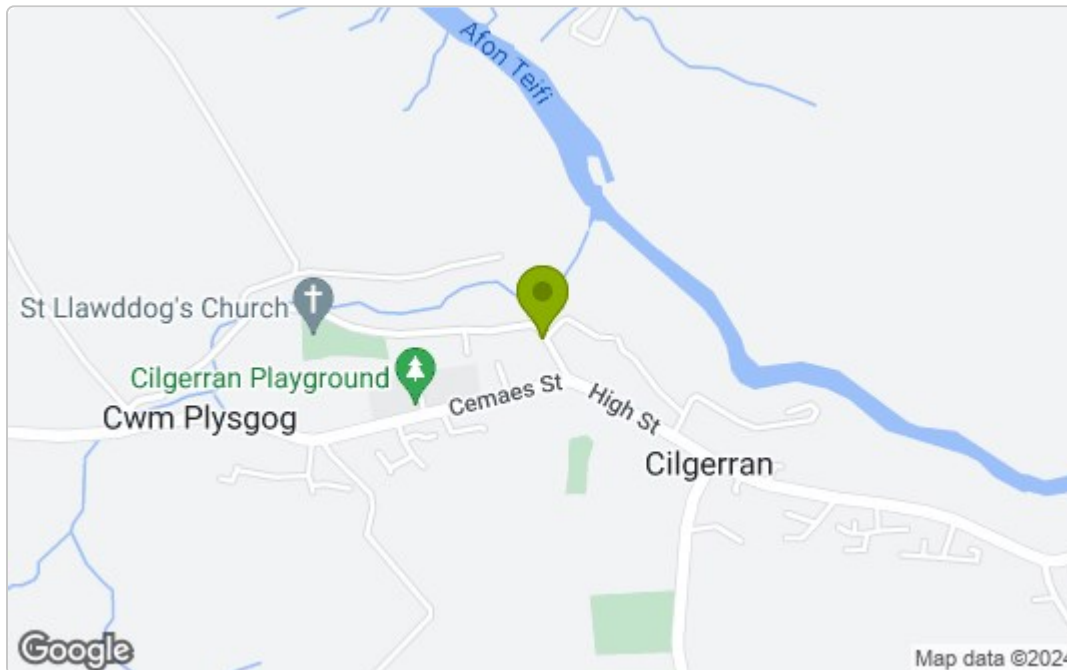 Afon Teifi
St Llawddog's Church
Cilgerran Playground
Cemaes St
High St
Cwm Plysgog
Cilgerran
Google
Map data ©2024